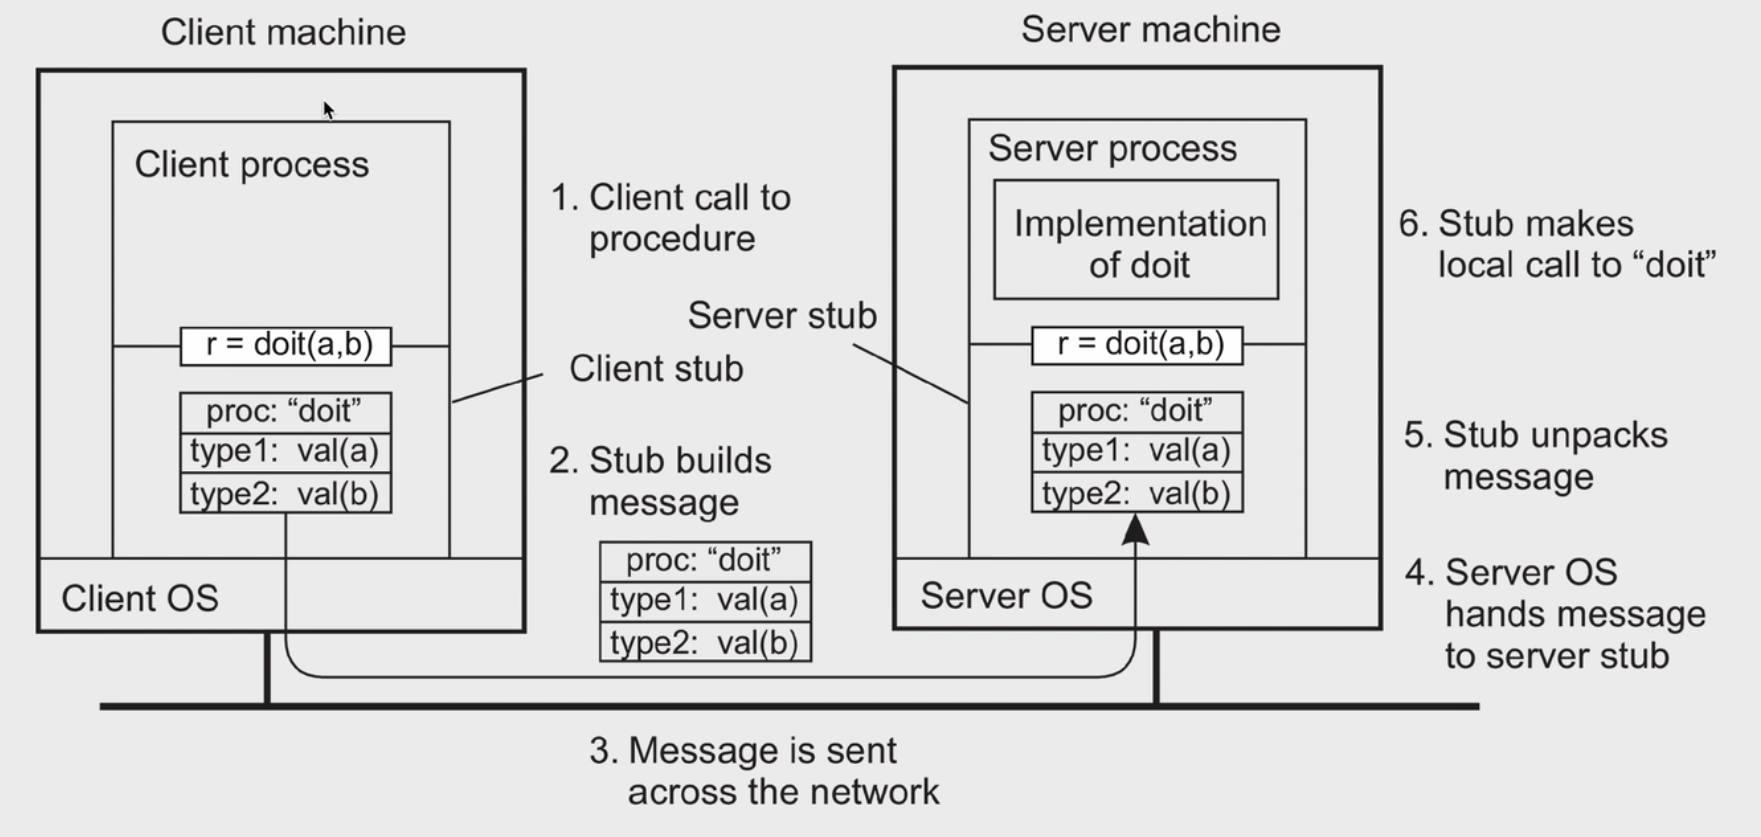 Client machine
Server machine
Client process
r = doit(a,b)
proc: “doit”
type1: val(a)
type2: val(b)
Client OS
1. Client call to
procedure
Server stub
Client stub
2. Stub builds
message
proc: “doit”
type1: val(a)
type2: val(b)
3. Message is sent
across the network
Server process
Implementation
of doit
r = doit(a,b)
proc: “doit”
type1: val(a)
type2: val(b)
Server OS
6. Stub makes
local call to “doit”
5. Stub unpacks
message
4. Server OS
hands message
to server stub